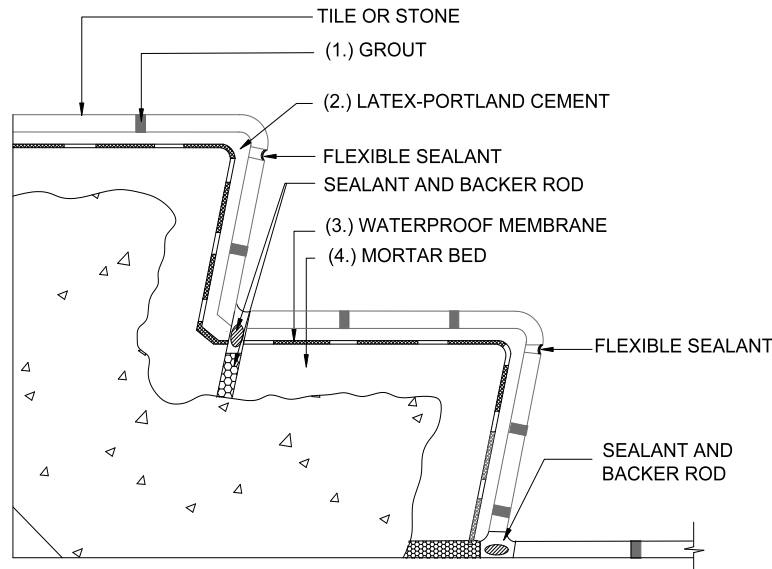 TILE OR STONE
(1.) GROUT
(2.) LATEX-PORTLAND CEMENT
FLEXIBLE SEALANT
SEALANT AND BACKER ROD
(3.) WATERPROOF MEMBRANE
(4.) MORTAR BED
FLEXIBLE SEALANT
SEALANT AND
BACKER ROD